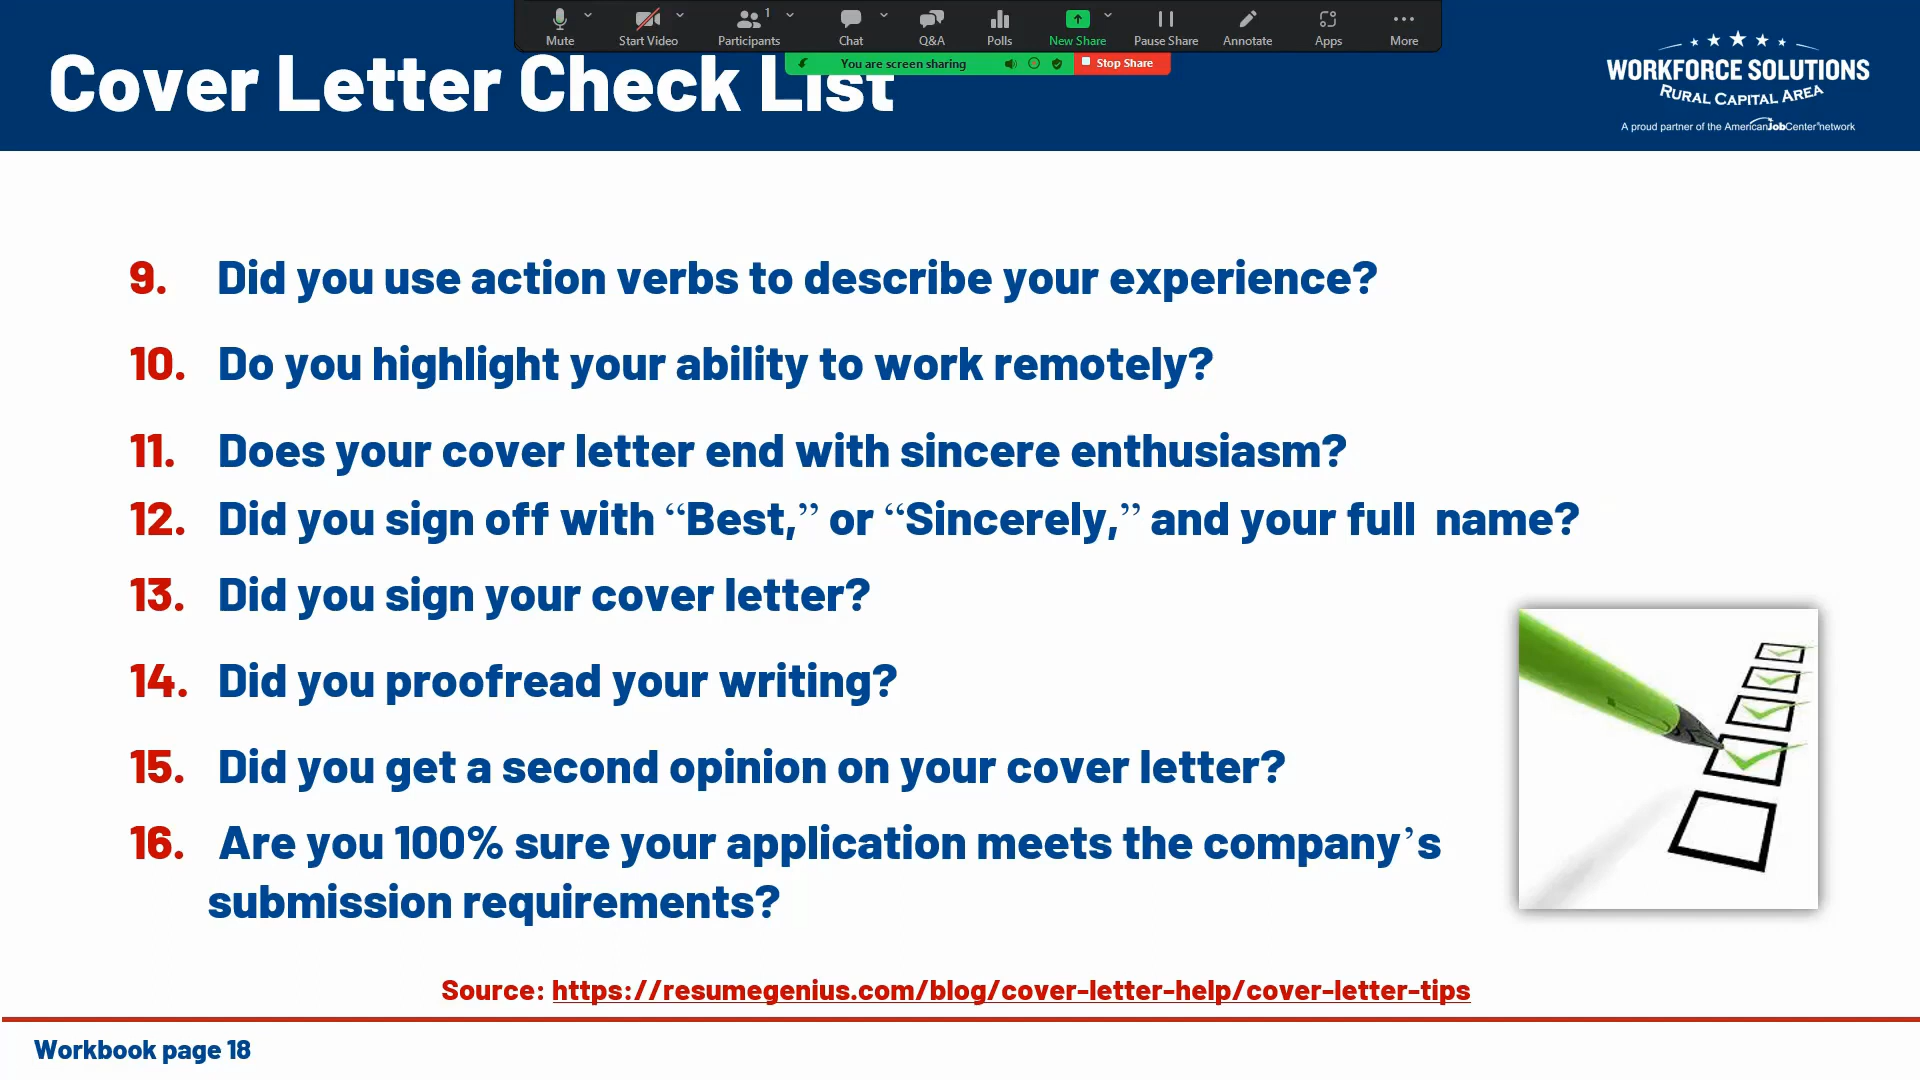 Mute
Start Video
Participants
1
Chat
Q&A
Polls
New Share
Pause Share
Annotate
Apps
More
You are screen sharing
Stop Share
Cover Letter Check List
WORKFORCE SOLUTIONS
RURAL CAPITAL AREA
A proud partner of the AmericanJobCenter®network
9. Did you use action verbs to describe your experience?
10. Do you highlight your ability to work remotely?
11. Does your cover letter end with sincere enthusiasm?
12. Did you sign off with “Best,” or “Sincerely,” and your full name?
13. Did you sign your cover letter?
14. Did you proofread your writing?
15. Did you get a second opinion on your cover letter?
16. Are you 100% sure your application meets the company’s
submission requirements?
Source: https://resumegenius.com/blog/cover-letter-help/cover-letter-tips
Workbook page 18